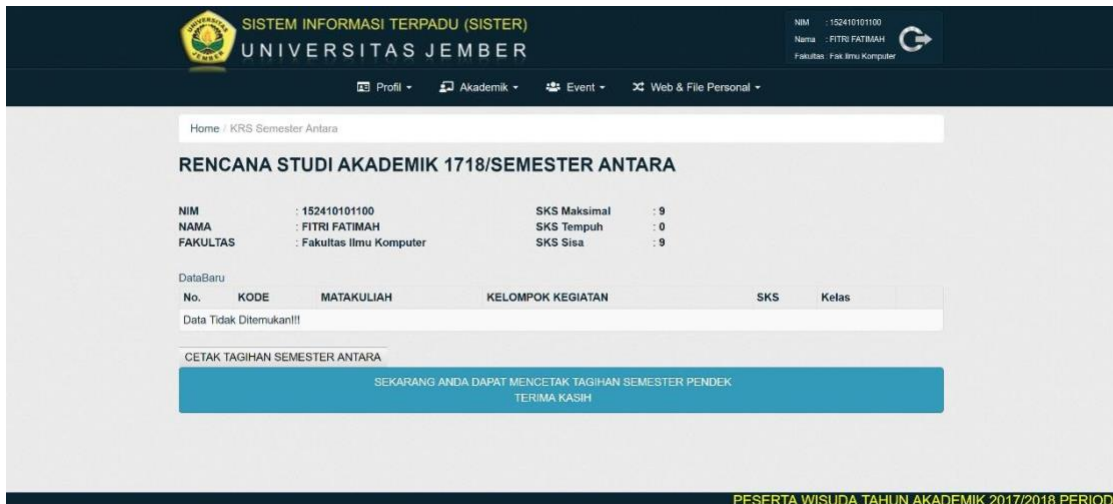 SISTEM INFORMASI TERPADU (SISTER)
UNIVERSITAS JEMBER
NIM : 152410101100
Nama : FITRI FATIMAH
Fakultas : Fak Ilmu Komputer
Profil Akademik Event Web & File Personal
Home / KRS Semester Antara
RENCANA STUDI AKADEMIK 1718/SEMESTER ANTARA
NIM : 152410101100 SKS Maksimal : 9
NAMA : FITRI FATIMAH SKS Tempuh : 0
FAKULTAS : Fakultas Ilmu Komputer SKS Sisa : 9
DataBaru
No. KODE MATAKULIAH KELOMPOK KEGIATAN SKS Kelas
Data Tidak Ditemukan!!!
CETAK TAGIHAN SEMESTER ANTARA
SEKARANG ANDA DAPAT MENCETAK TAGIHAN SEMESTER PENDEK
TERIMA KASIH
PESERTA WISUDA TAHUN AKADEMIK 2017/2018 PERIOD